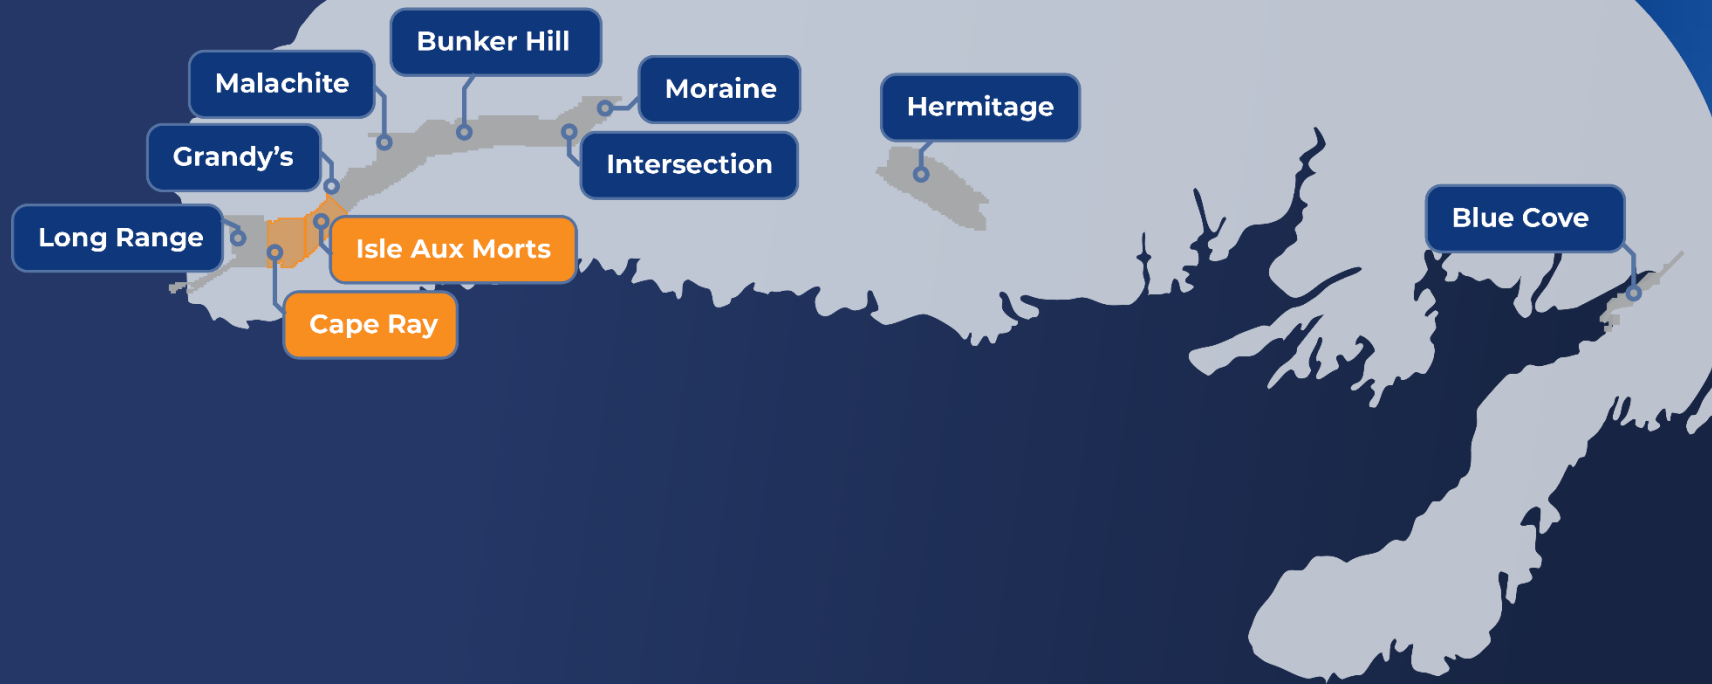 Bunker Hill
Malachite
Moraine
Hermitage
Grandy’s
Intersection
Long Range
Isle Aux Morts
Blue Cove
Cape Ray